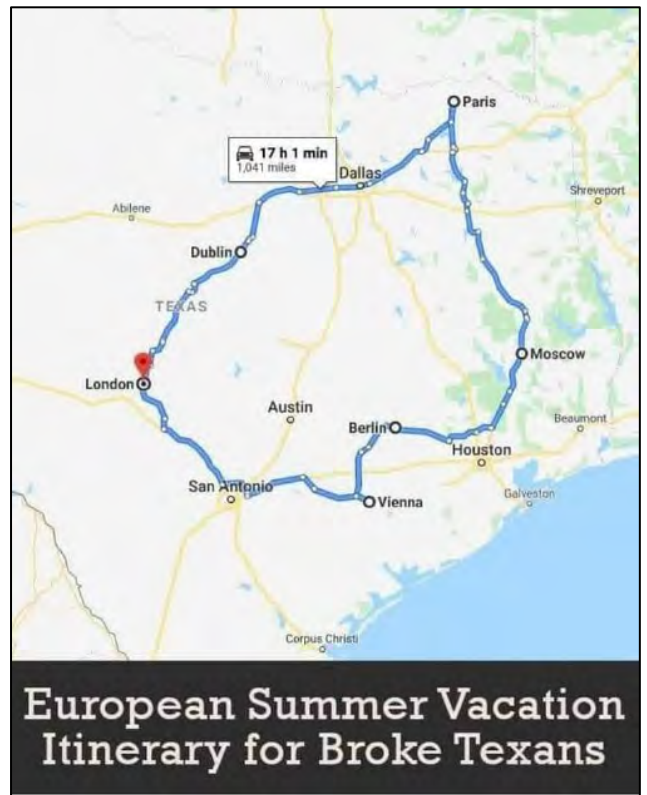 Paris
17 h 1 min
1,041 miles
Dallas
Shreveport
Abilene
Dublin
TEXAS
London
Moscow
Austin
Berlin
Beaumont
Houston
San Antonio
Galveston
Vienna
Corpus Christi
European Summer Vacation
Itinerary for Broke Texans